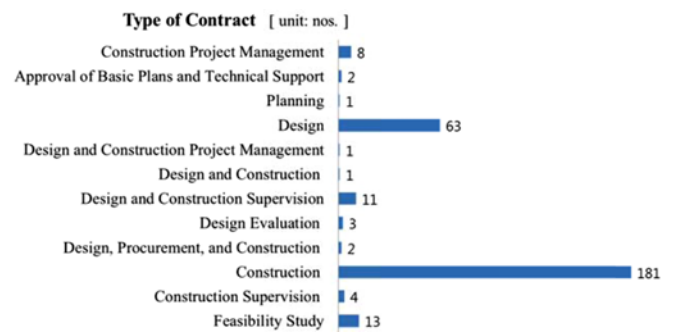 Type of Contract [ unit: nos. ]
Construction Project Management 8
Approval of Basic Plans and Technical Support 2
Planning 1
Design 63
Design and Construction Project Management 1
Design and Construction 1
Design and Construction Supervision 11
Design Evaluation 3
Design, Procurement, and Construction 2
Construction 181
Construction Supervision 4
Feasibility Study 13